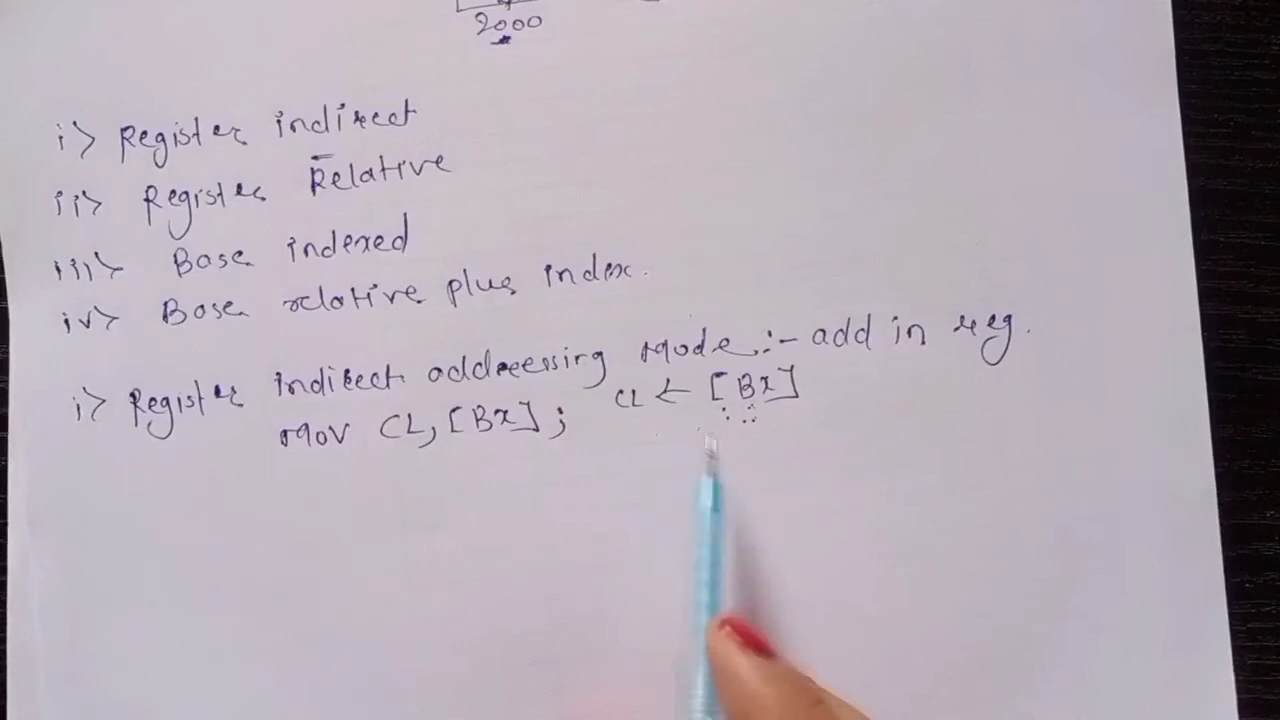 2000
i> Register indirect
ii> Register Relative
iii> Base indexed
iv> Base relative plus index.
i> Register indirect addressing mode :- add in reg.
MOV CL, [BX]; CL ← [BX]